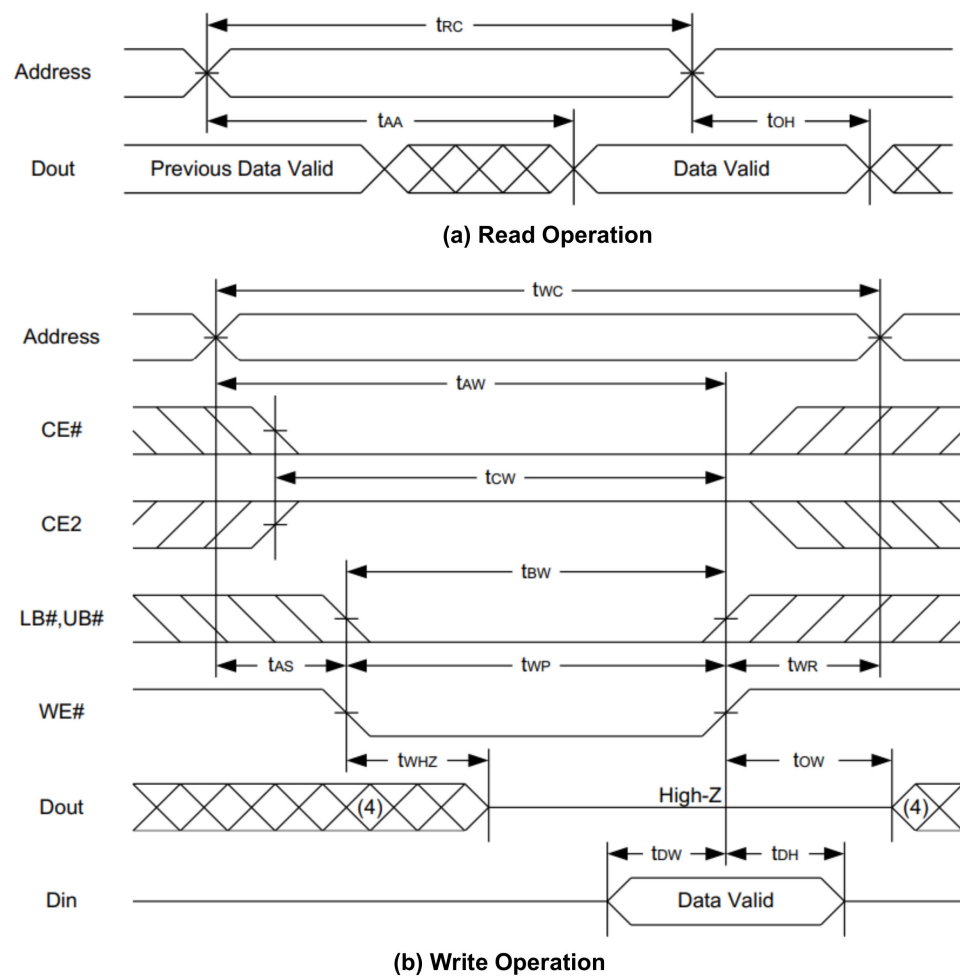 tRC
Address
tAA
tOH
Dout
Previous Data Valid
Data Valid
(a) Read Operation
tWC
Address
tAW
CE#
tCW
CE2
tBW
LB#,UB#
tAS
tWP
tWR
WE#
tWHZ
tOW
Dout
(4)
High-Z
(4)
tDW
tDH
Din
Data Valid
(b) Write Operation